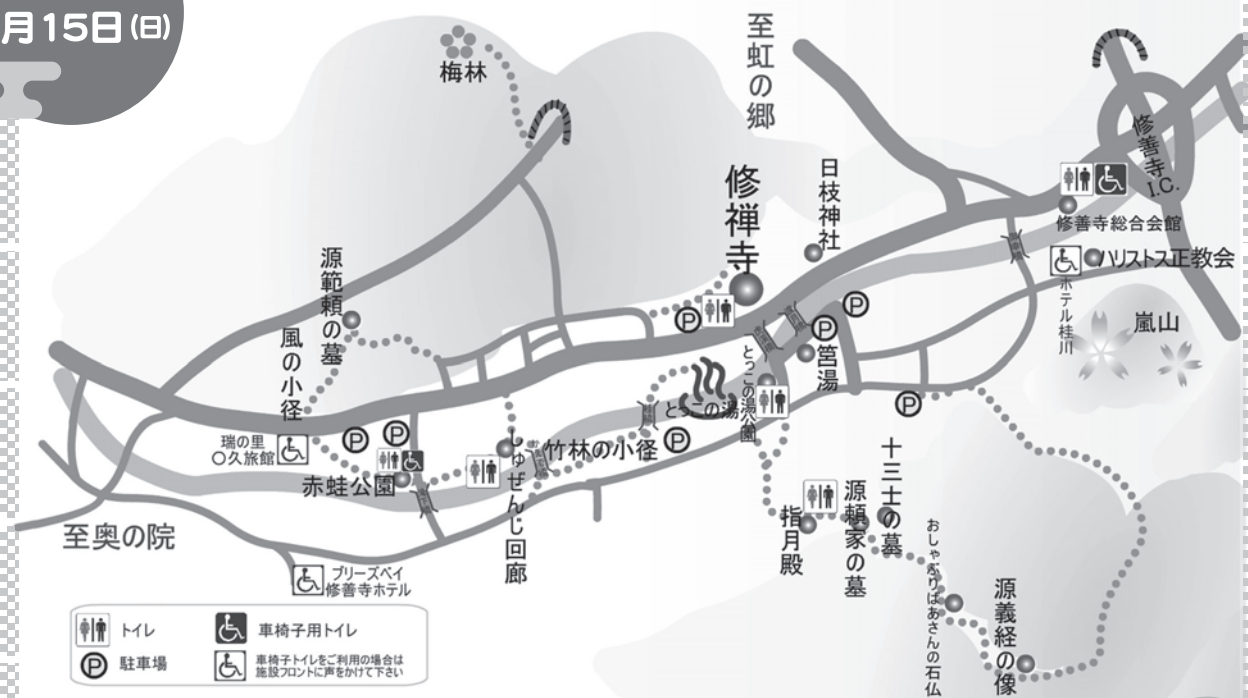 月15日(日)
梅林
至虹の郷
修禅寺
日枝神社
修善寺
I.C.
修善寺総合会館
ハリストス正教会
ホテル桂川
嵐山
源範頼の墓
風の小径
P
P
P
筥湯
とっこの湯公園
とっこの湯
P
P
P
竹林の小径
P
瑞の里
〇久旅館
赤蛙公園
しゅぜんじ回廊
至奥の院
指月殿
源頼家の墓
十三士の墓
おしゃぶりばあさんの石仏
源義経の像
ブリーズベイ
修善寺ホテル
トイレ
車椅子用トイレ
P 駐車場
車椅子トイレをご利用の場合は
施設フロントに声をかけて下さい